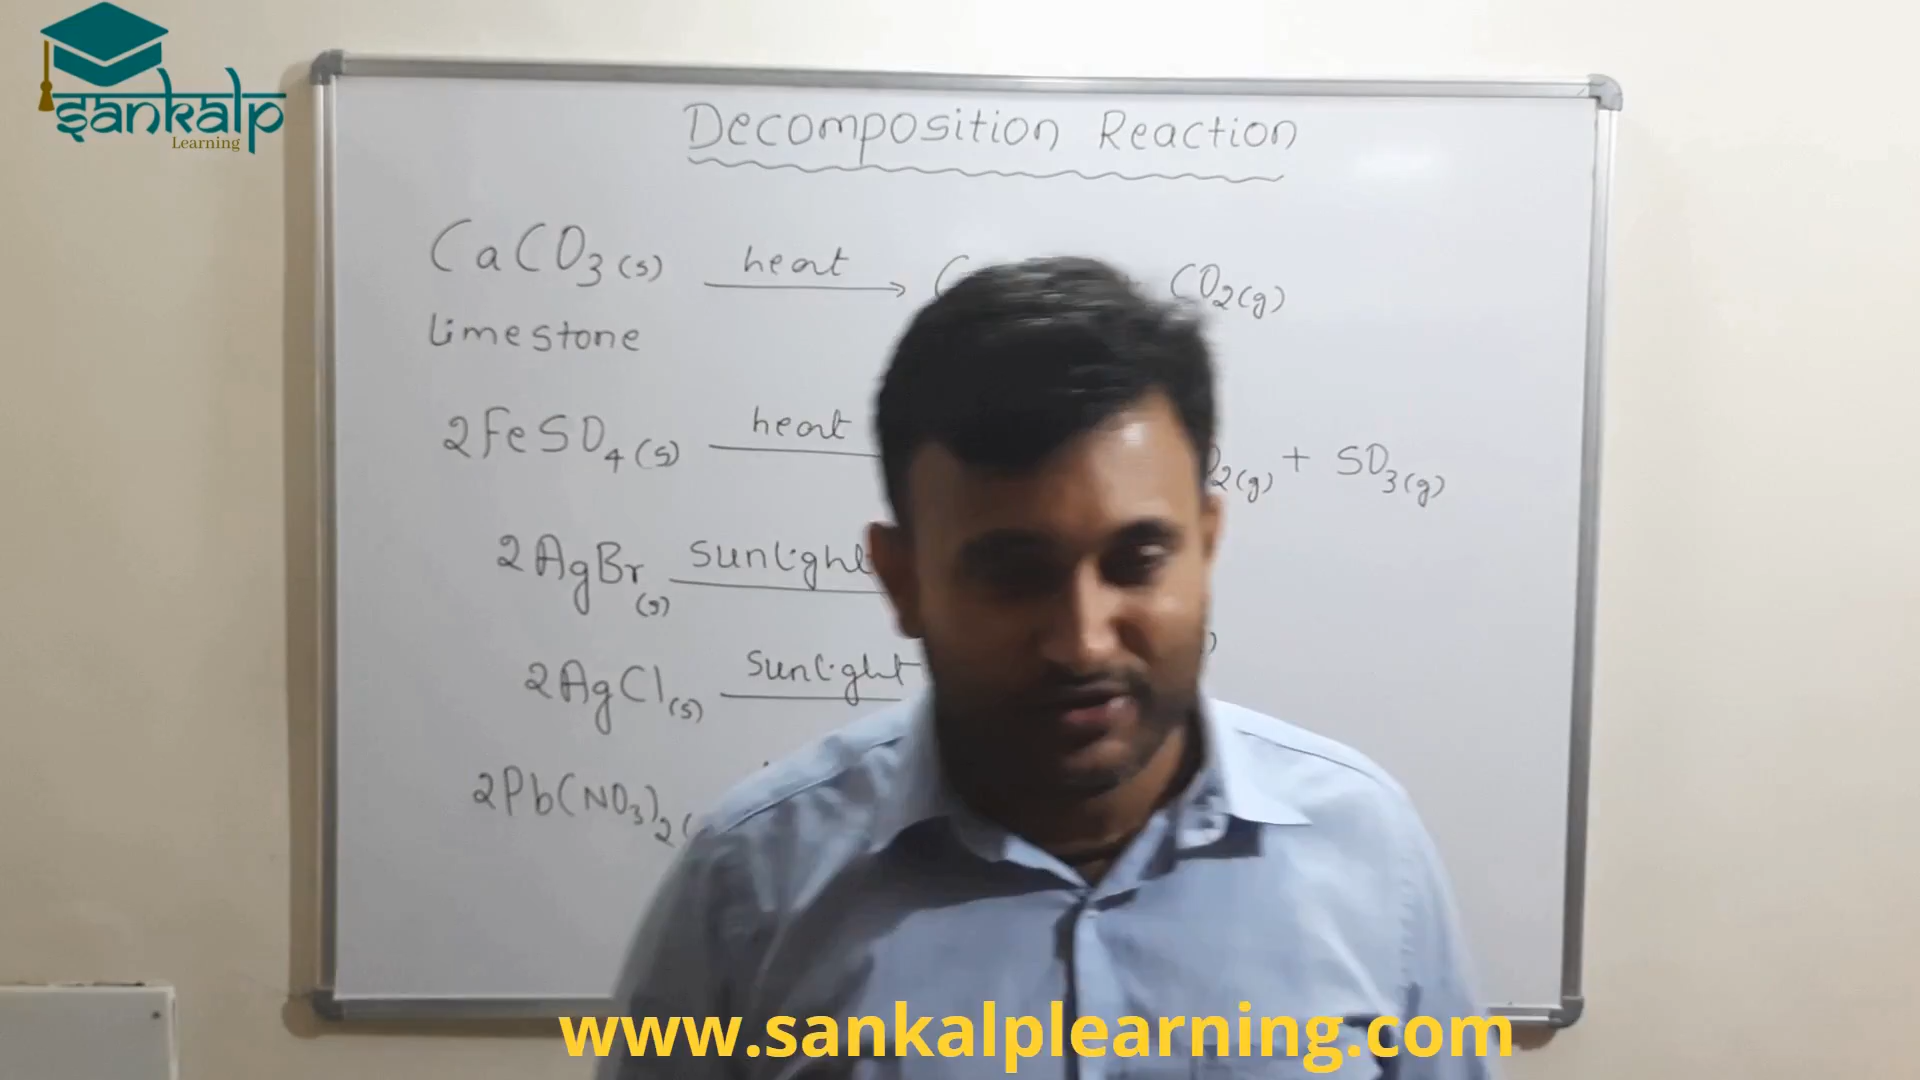 sankalp
Learning
Decomposition Reaction
CaCO3(s) heat → CO2(g)
limestone
2FeSO4(s) heat 2(g) + SO3(g)
2AgBr(s) sunlight
2AgCl(s) sunlight
2Pb(NO3)2(
www.sankalplearning.com